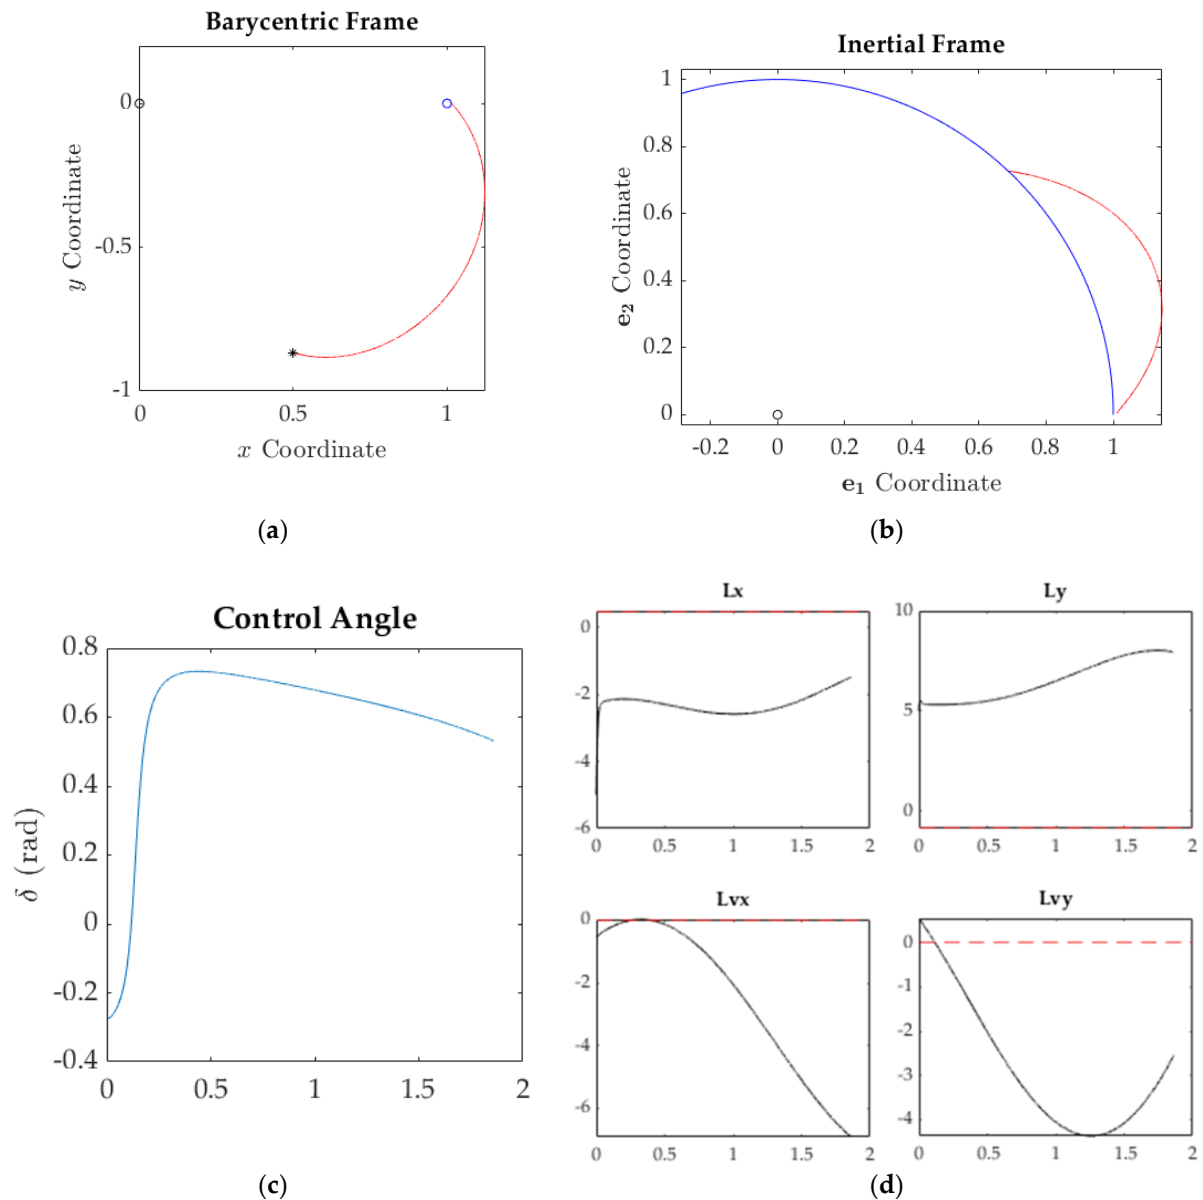 Barycentric Frame
0
-0.5
-1
y Coordinate
0 0.5 1
x Coordinate
(a)
Inertial Frame
1
0.8
0.6
0.4
0.2
0
e2 Coordinate
-0.2 0 0.2 0.4 0.6 0.8 1
e1 Coordinate
(b)
Control Angle
0.8
0.6
0.4
0.2
0
-0.2
-0.4
δ (rad)
0 0.5 1 1.5 2
(c)
Lx
0
-2
-4
-6
0 0.5 1 1.5 2
Ly
10
5
0
0 0.5 1 1.5 2
Lvx
0
-2
-4
-6
0 0.5 1 1.5 2
Lvy
0
-1
-2
-3
-4
0 0.5 1 1.5 2
(d)